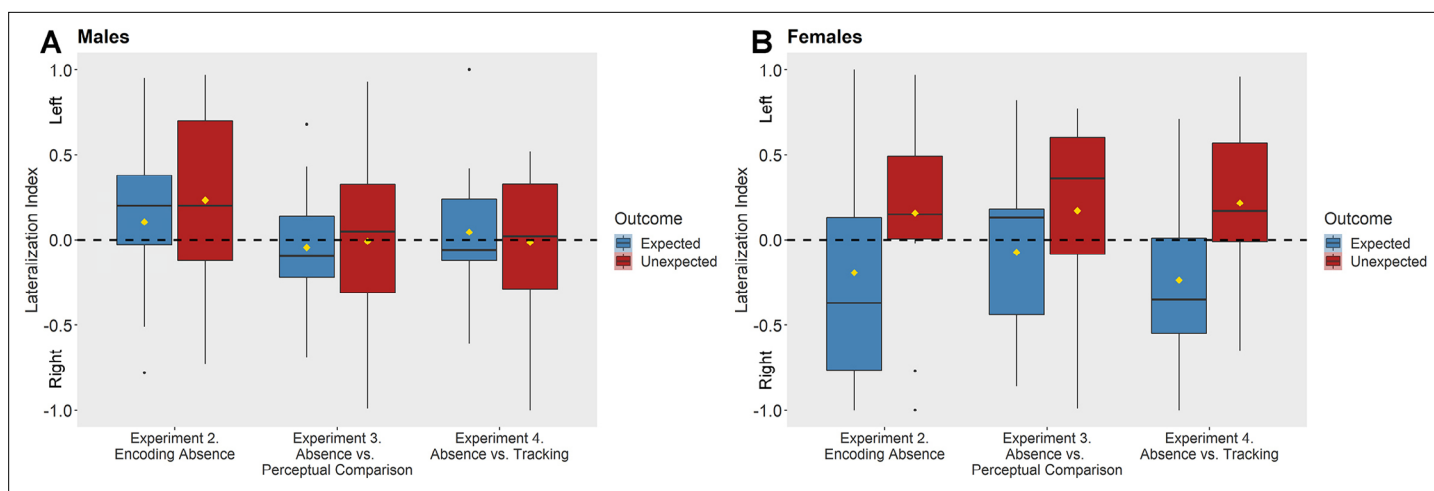 A Males
1.0
0.5
0.0
-0.5
-1.0
Left
Lateralization Index
Right
Experiment 2.
Encoding Absence
Experiment 3.
Absence vs.
Perceptual Comparison
Experiment 4.
Absence vs. Tracking
Outcome
Expected
Unexpected
B Females
1.0
0.5
0.0
-0.5
-1.0
Left
Lateralization Index
Right
Experiment 2.
Encoding Absence
Experiment 3.
Absence vs.
Perceptual Comparison
Experiment 4.
Absence vs. Tracking
Outcome
Expected
Unexpected